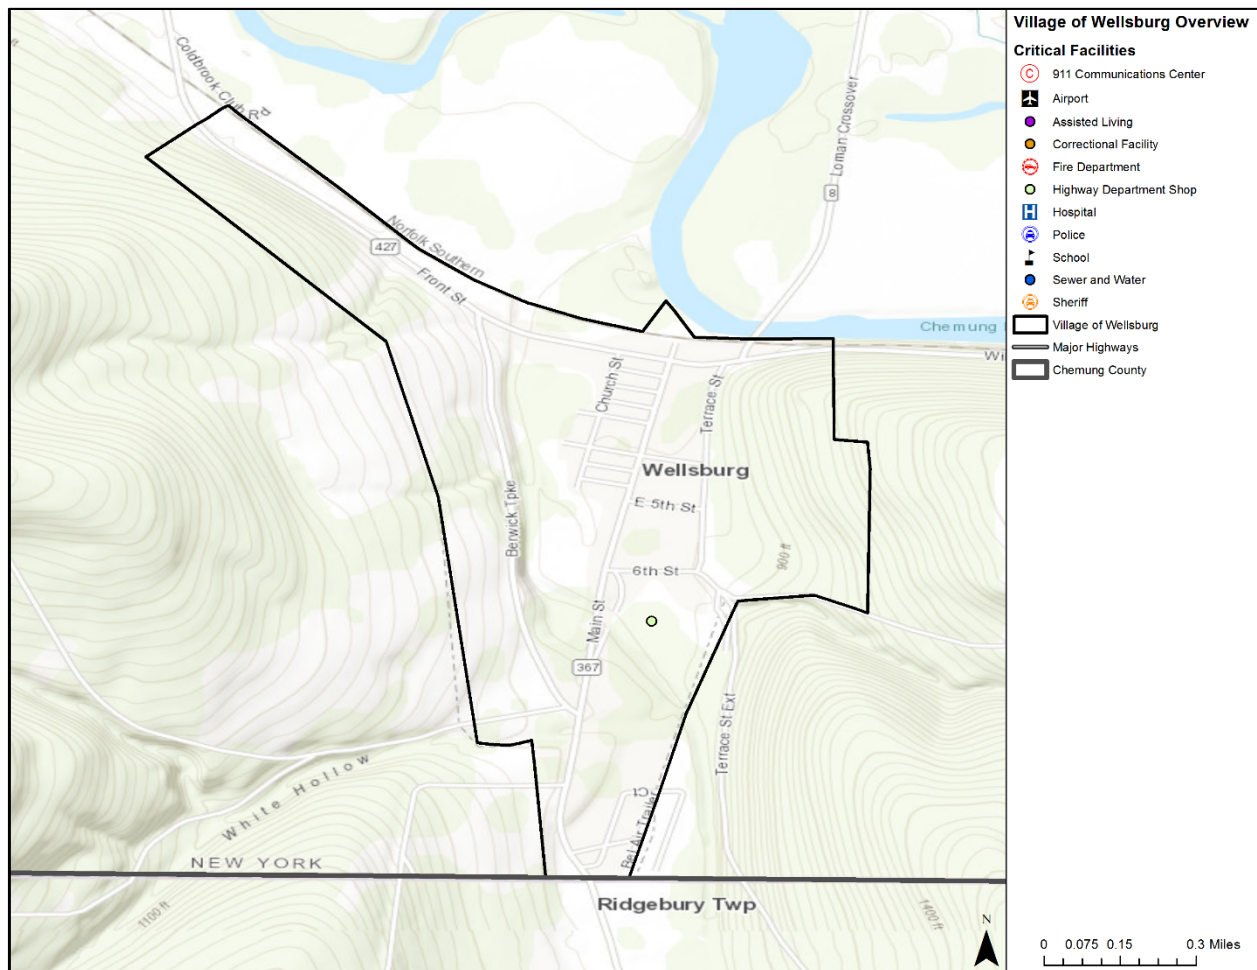 Village of Wellsburg Overview
Critical Facilities
C
911 Communications Center
Airport
Assisted Living
Correctional Facility
Fire Department
Highway Department Shop
H
Hospital
Police
School
Sewer and Water
Sheriff
Village of Wellsburg
Major Highways
Chemung County
Coldbrook Club Rd
Loman Crossover
8
Norfolk Southern
427
Front St
Chemung
Church St
Terrace St
Wellsburg
E 5th St
Berwick Tpke
900 ft
6th St
Main St
367
Terrace St Ext
White Hollow
Bel Air Trailer
NEW YORK
Ridgebury Twp
1100 ft
1400 ft
N
0 0.075 0.15 0.3 Miles